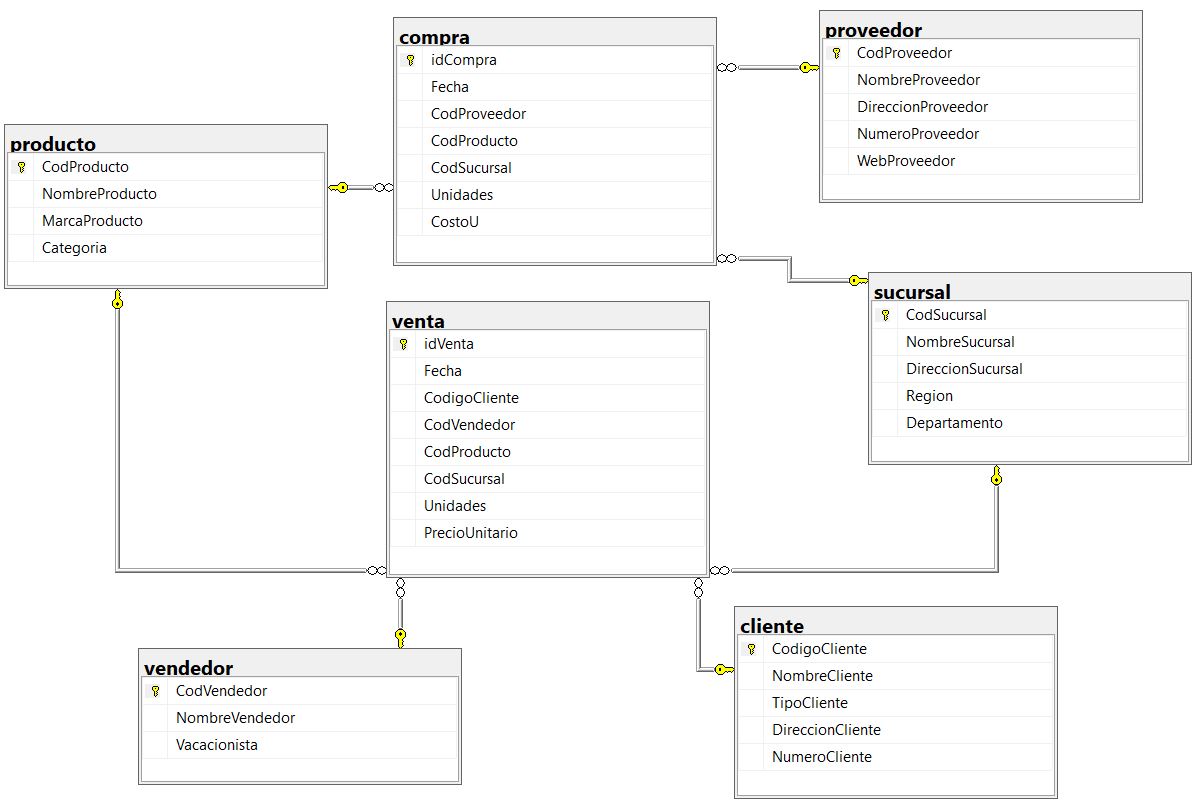 compra
idCompra
Fecha
CodProveedor
CodProducto
CodSucursal
Unidades
CostoU
proveedor
CodProveedor
NombreProveedor
DireccionProveedor
NumeroProveedor
WebProveedor
producto
CodProducto
NombreProducto
MarcaProducto
Categoria
sucursal
CodSucursal
NombreSucursal
DireccionSucursal
Region
Departamento
venta
idVenta
Fecha
CodigoCliente
CodVendedor
CodProducto
CodSucursal
Unidades
PrecioUnitario
vendedor
CodVendedor
NombreVendedor
Vacacionista
cliente
CodigoCliente
NombreCliente
TipoCliente
DireccionCliente
NumeroCliente